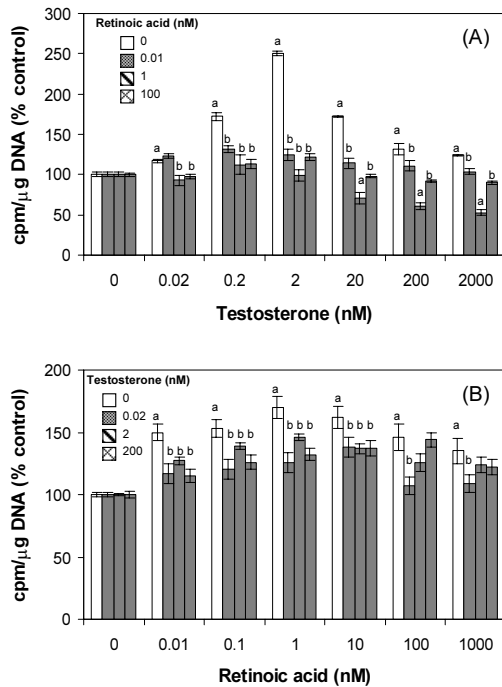 Retinoic acid (nM)
0
0.01
1
100
(A)
cpm/μg DNA (% control)
300
250
200
150
100
50
0
a
a b b
a b b b
a b b b
a b a b
a b a b
a b a b
0 0.02 0.2 2 20 200 2000
Testosterone (nM)
Testosterone (nM)
0
0.02
2
200
(B)
cpm/μg DNA (% control)
200
150
100
50
0
a b b b
a b b b
a b b b
a b b b
a b
a b
0 0.01 0.1 1 10 100 1000
Retinoic acid (nM)